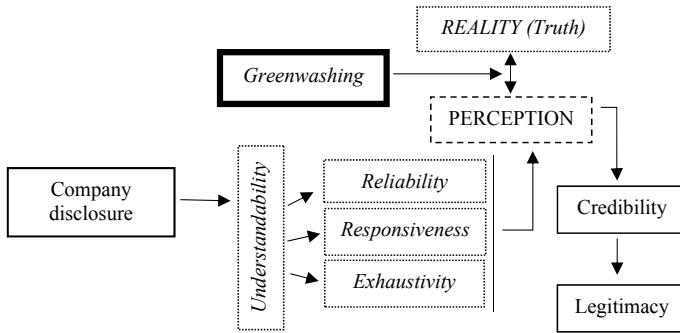 REALITY (Truth)
Greenwashing
PERCEPTION
Company
disclosure
Understandability
Reliability
Responsiveness
Exhaustivity
Credibility
Legitimacy